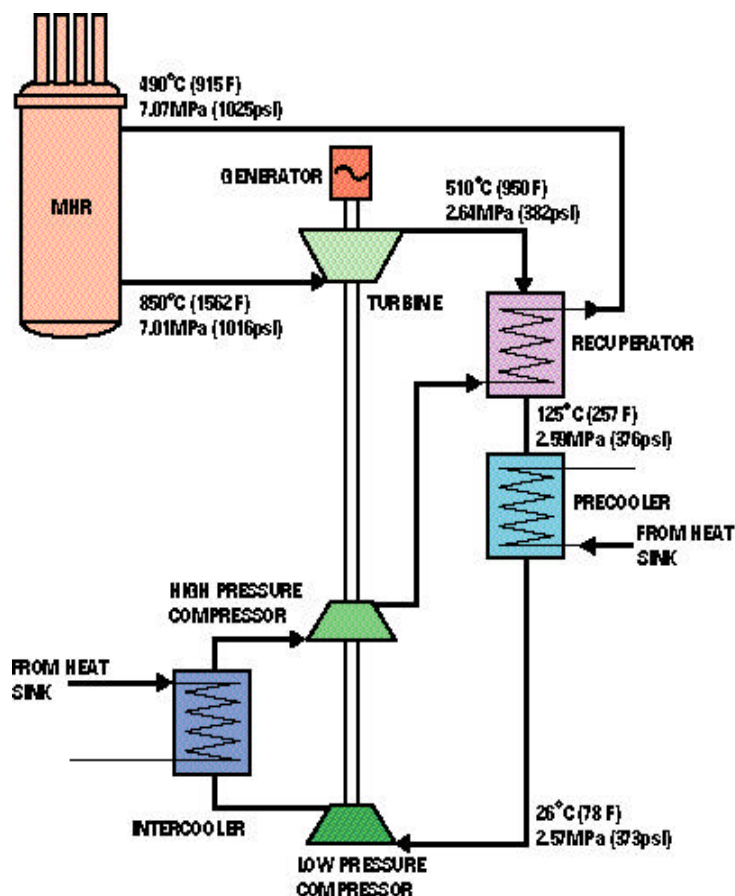 490°C (915 F)
7.07MPa (1025psi)
MHR
GENERATOR
510°C (950 F)
2.64MPa (382psi)
850°C (1562 F)
7.01MPa (1016psi)
TURBINE
RECUPERATOR
125°C (257 F)
2.59MPa (376psi)
PRECOOLER
FROM HEAT
SINK
HIGH PRESSURE
COMPRESSOR
FROM HEAT
SINK
INTERCOOLER
26°C (78 F)
2.57MPa (373psi)
LOW PRESSURE
COMPRESSOR